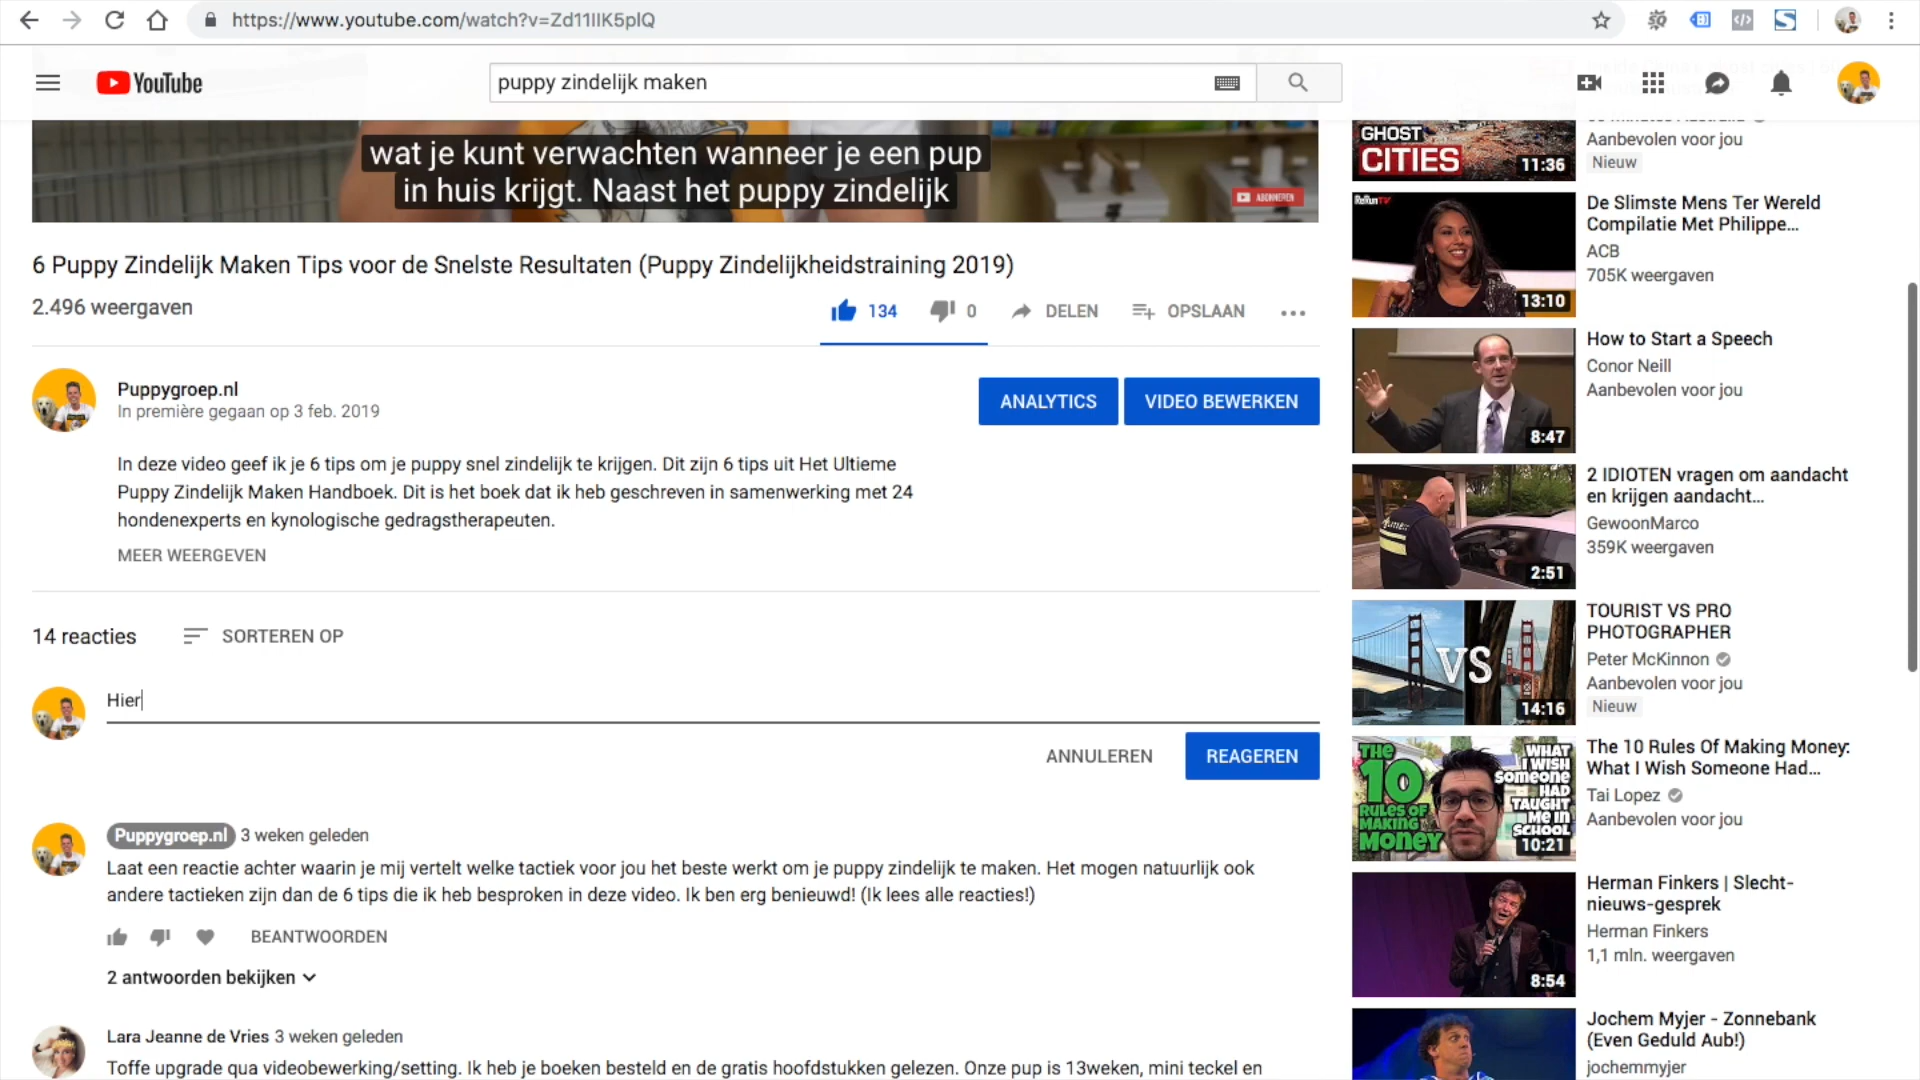 https://www.youtube.com/watch?v=Zd11IIK5plQ
YouTube
puppy zindelijk maken
wat je kunt verwachten wanneer je een pup
in huis krijgt. Naast het puppy zindelijk
ABONNEREN
6 Puppy Zindelijk Maken Tips voor de Snelste Resultaten (Puppy Zindelijkheidstraining 2019)
2.496 weergaven
134
0
DELEN
OPSLAAN
Puppygroep.nl
In première gegaan op 3 feb. 2019
ANALYTICS
VIDEO BEWERKEN
In deze video geef ik je 6 tips om je puppy snel zindelijk te krijgen. Dit zijn 6 tips uit Het Ultieme
Puppy Zindelijk Maken Handboek. Dit is het boek dat ik heb geschreven in samenwerking met 24
hondenexperts en kynologische gedragstherapeuten.
MEER WEERGEVEN
14 reacties
SORTEREN OP
Hier
ANNULEREN
REAGEREN
Puppygroep.nl 3 weken geleden
Laat een reactie achter waarin je mij vertelt welke tactiek voor jou het beste werkt om je puppy zindelijk te maken. Het mogen natuurlijk ook
andere tactieken zijn dan de 6 tips die ik heb besproken in deze video. Ik ben erg benieuwd! (Ik lees alle reacties!)
BEANTWOORDEN
2 antwoorden bekijken
Lara Jeanne de Vries 3 weken geleden
Toffe upgrade qua videobewerking/setting. Ik heb je boeken besteld en de gratis hoofdstukken gelezen. Onze pup is 13weken, mini teckel en
GHOST
CITIES
11:36
Aanbevolen voor jou
Nieuw
ReRunTV
13:10
De Slimste Mens Ter Wereld
Compilatie Met Philippe...
ACB
705K weergaven
8:47
How to Start a Speech
Conor Neill
Aanbevolen voor jou
2:51
2 IDIOTEN vragen om aandacht
en krijgen aandacht...
GewoonMarco
359K weergaven
VS
14:16
TOURIST VS PRO
PHOTOGRAPHER
Peter McKinnon
Aanbevolen voor jou
Nieuw
THE
10
RULES OF
MAKING
MONEY
WHAT
I WISH
SOMEONE
HAD
TAUGHT
ME IN
SCHOOL
10:21
The 10 Rules Of Making Money:
What I Wish Someone Had...
Tai Lopez
Aanbevolen voor jou
8:54
Herman Finkers | Slecht-
nieuws-gesprek
Herman Finkers
1,1 mln. weergaven
Jochem Myjer - Zonnebank
(Even Geduld Aub!)
jochemmyjer